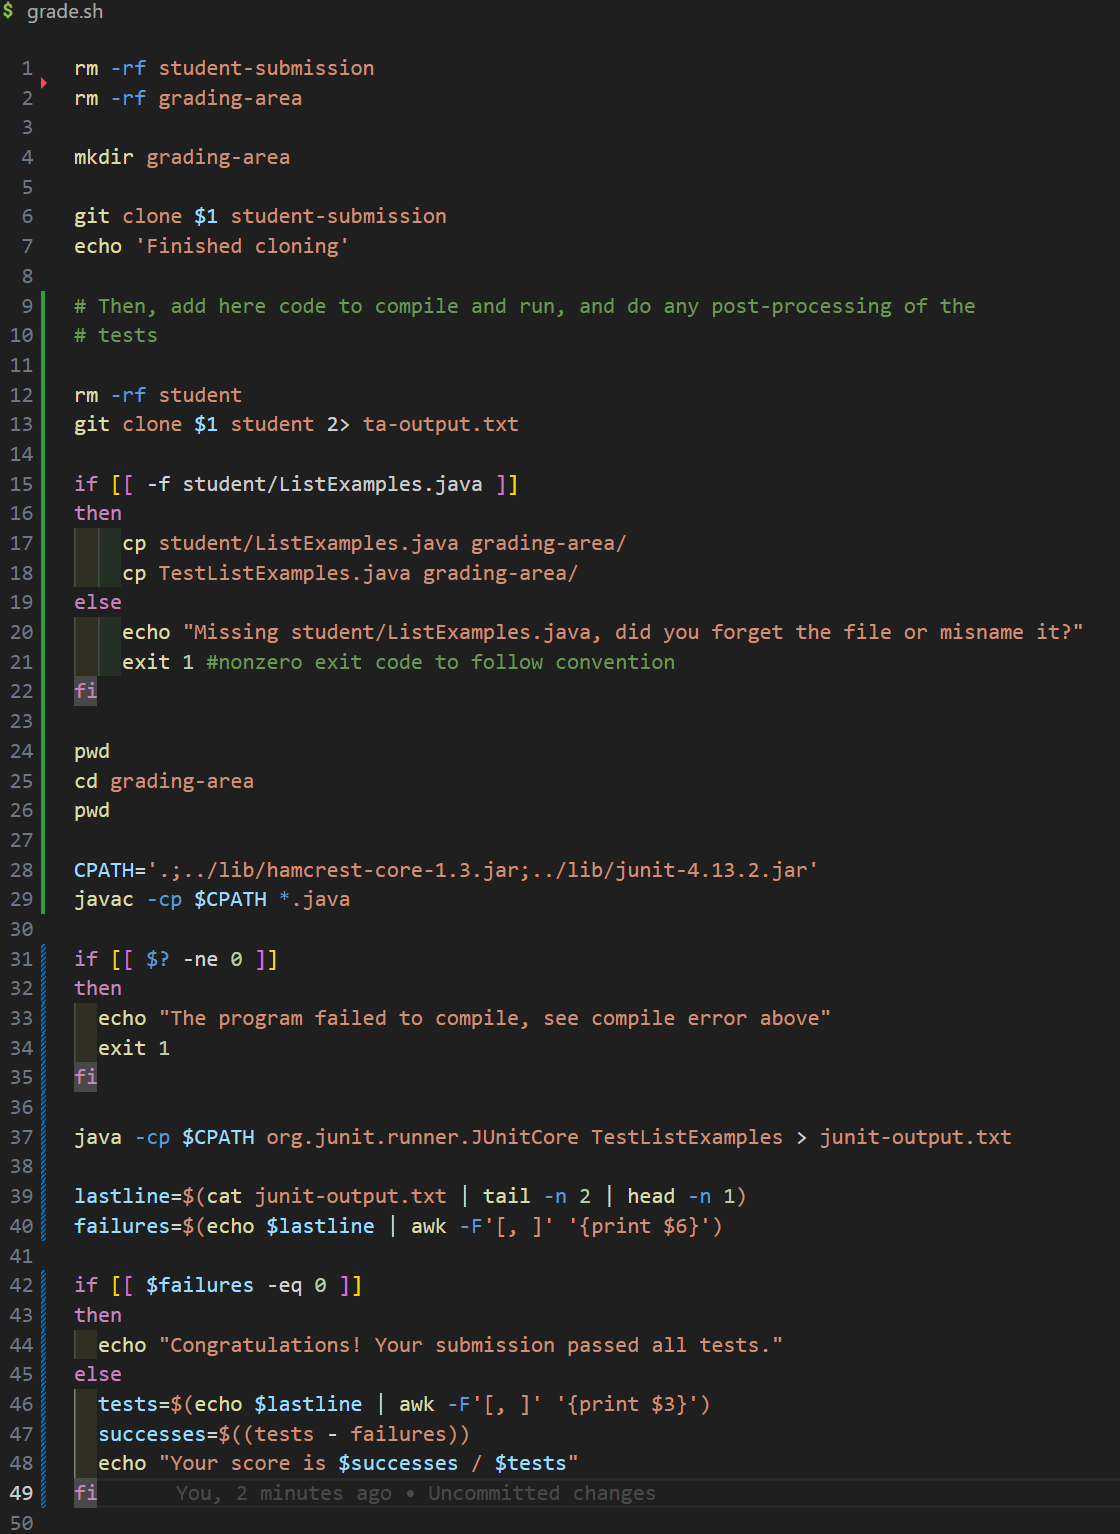 $ grade.sh
1 rm -rf student-submission
2 rm -rf grading-area
3
4 mkdir grading-area
5
6 git clone $1 student-submission
7 echo 'Finished cloning'
8
9 # Then, add here code to compile and run, and do any post-processing of the
10 # tests
11
12 rm -rf student
13 git clone $1 student 2> ta-output.txt
14
15 if [[ -f student/ListExamples.java ]]
16 then
17     cp student/ListExamples.java grading-area/
18     cp TestListExamples.java grading-area/
19 else
20     echo "Missing student/ListExamples.java, did you forget the file or misname it?"
21     exit 1 #nonzero exit code to follow convention
22 fi
23
24 pwd
25 cd grading-area
26 pwd
27
28 CPATH='.;../lib/hamcrest-core-1.3.jar;../lib/junit-4.13.2.jar'
29 javac -cp $CPATH *.java
30
31 if [[ $? -ne 0 ]]
32 then
33   echo "The program failed to compile, see compile error above"
34   exit 1
35 fi
36
37 java -cp $CPATH org.junit.runner.JUnitCore TestListExamples > junit-output.txt
38
39 lastline=$(cat junit-output.txt | tail -n 2 | head -n 1)
40 failures=$(echo $lastline | awk -F'[, ]' '{print $6}')
41
42 if [[ $failures -eq 0 ]]
43 then
44   echo "Congratulations! Your submission passed all tests."
45 else
46   tests=$(echo $lastline | awk -F'[, ]' '{print $3}')
47   successes=$((tests - failures))
48   echo "Your score is $successes / $tests"
49 fi You, 2 minutes ago • Uncommitted changes
50